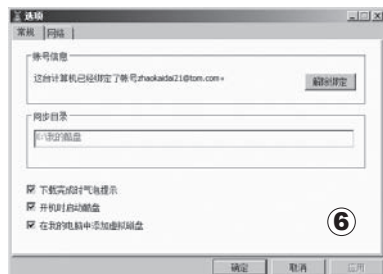 选项
常规 网络
帐号信息
这台计算机已经绑定了帐号zhaokaidai21@tom.com。
解除绑定
同步目录
E:\我的酷盘
下载完成时气泡提示
开机时启动酷盘
在我的电脑中添加虚拟磁盘
⑥
确定 取消 应用